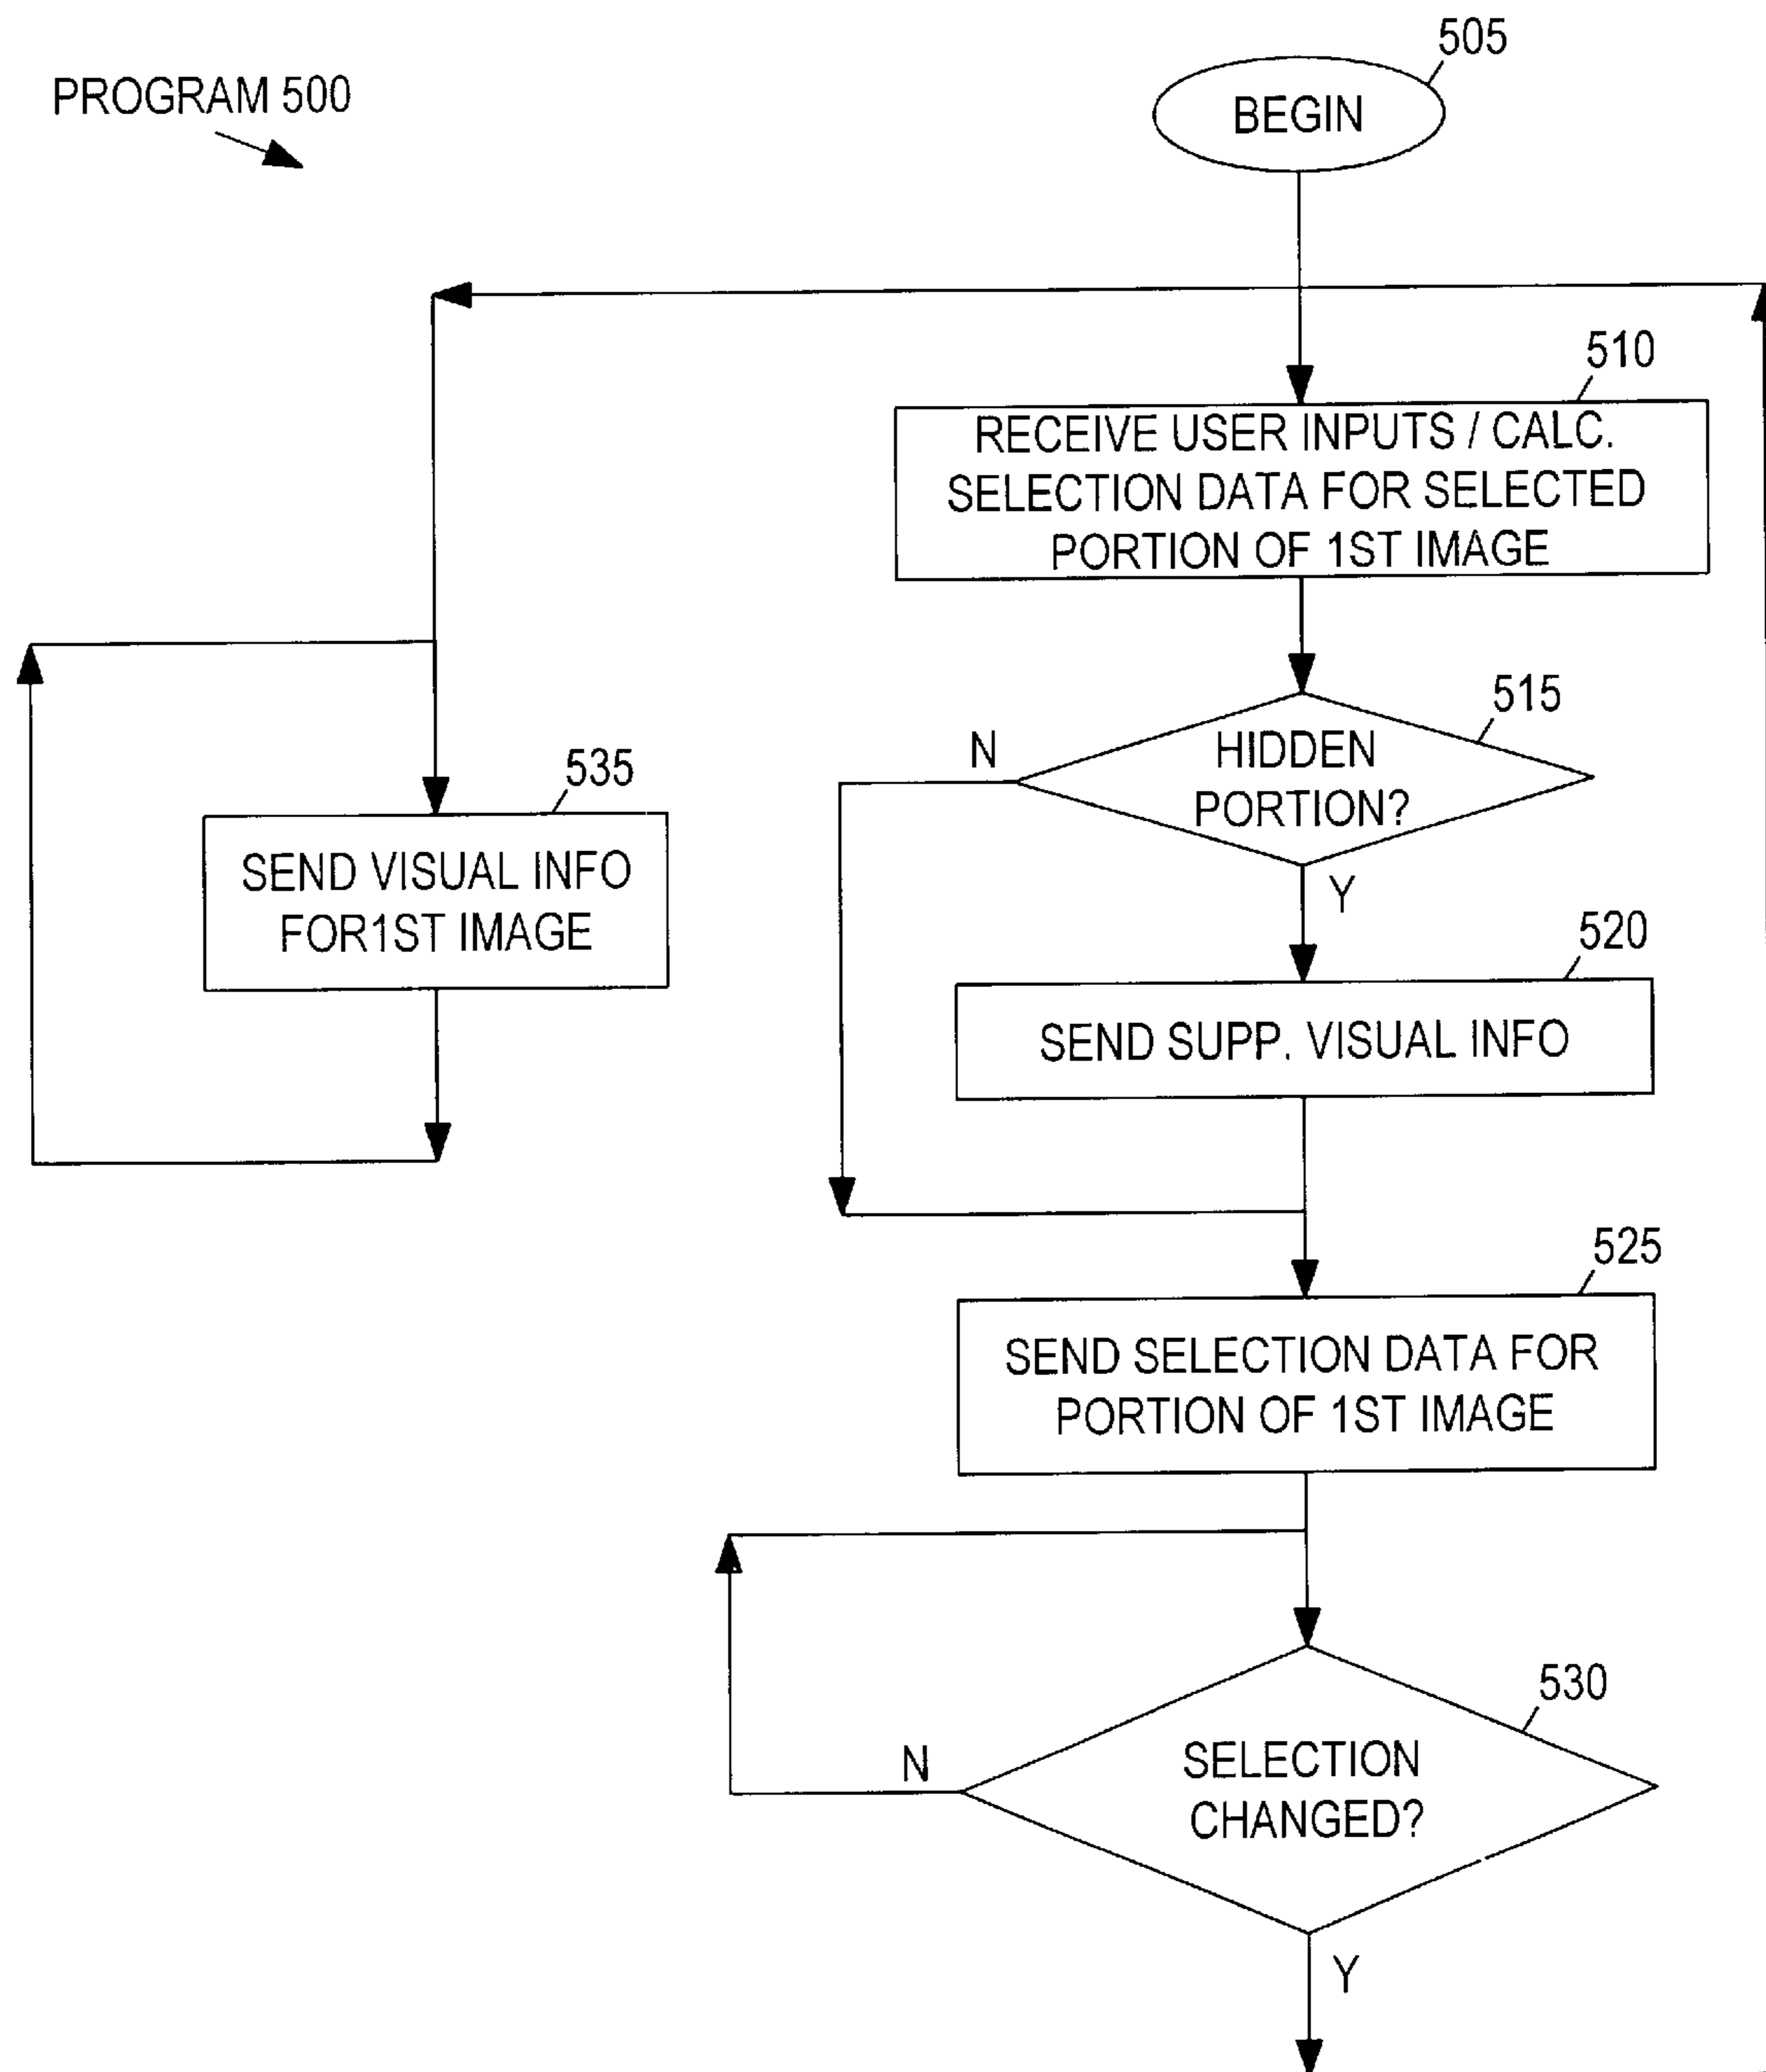 PROGRAM 500
505
BEGIN
510
RECEIVE USER INPUTS / CALC.
SELECTION DATA FOR SELECTED
PORTION OF 1ST IMAGE
515
HIDDEN
PORTION?
N
Y
535
SEND VISUAL INFO
FOR1ST IMAGE
520
SEND SUPP. VISUAL INFO
525
SEND SELECTION DATA FOR
PORTION OF 1ST IMAGE
530
SELECTION
CHANGED?
N
Y